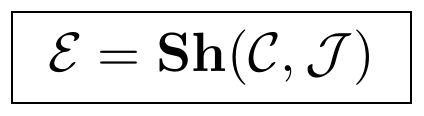 ℰ = 𝐒𝐡(𝒞, 𝒥)